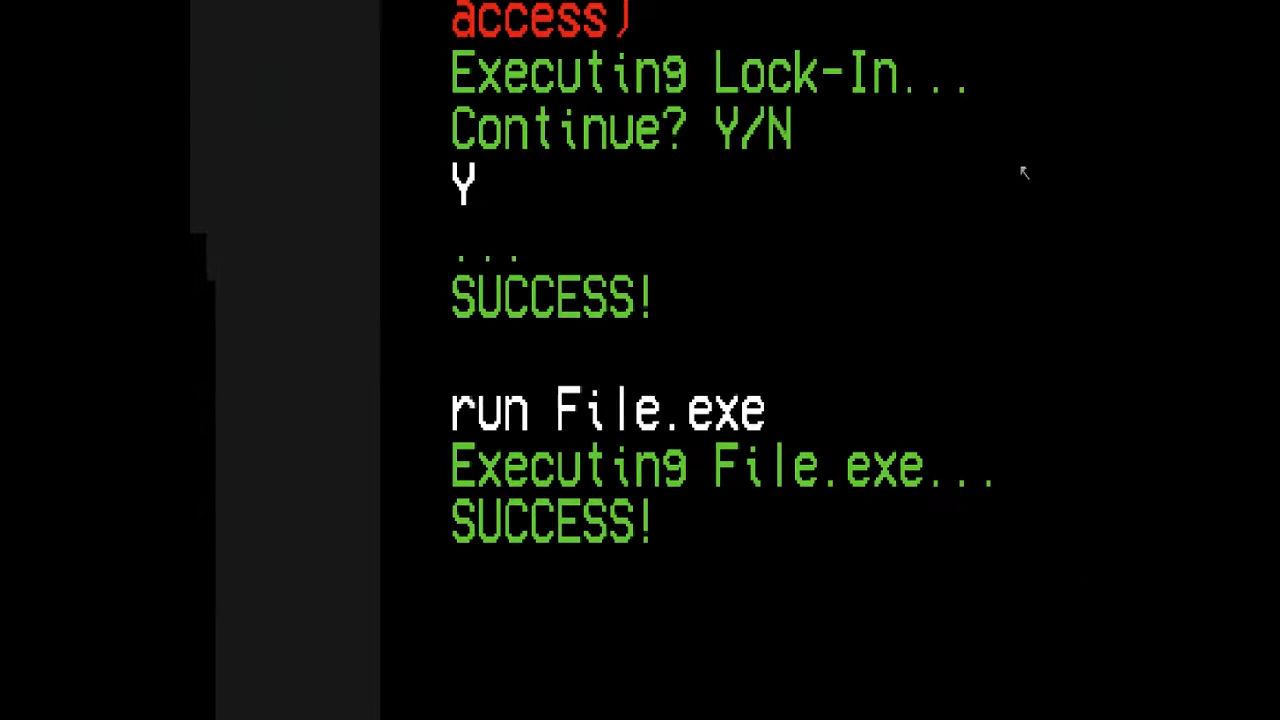 access)
Executing Lock-In...
Continue? Y/N
Y
...
SUCCESS!
run File.exe
Executing File.exe...
SUCCESS!